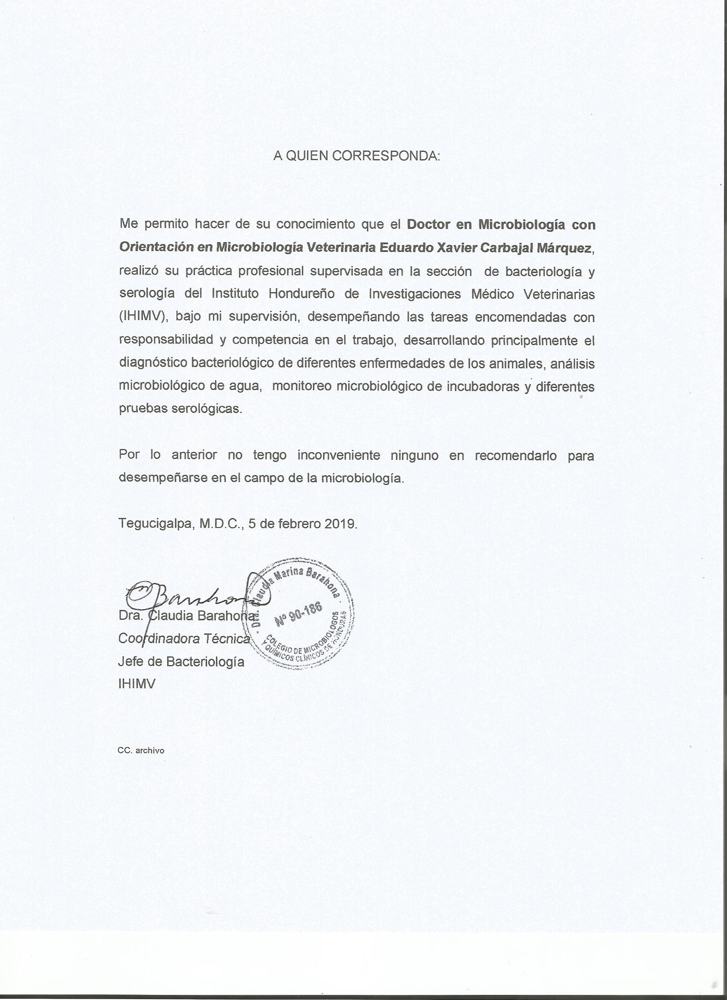 A QUIEN CORRESPONDA:
Me permito hacer de su conocimiento que el Doctor en Microbiología con
Orientación en Microbiología Veterinaria Eduardo Xavier Carbajal Márquez,
realizó su práctica profesional supervisada en la sección de bacteriología y
serología del Instituto Hondureño de Investigaciones Médico Veterinarias
(IHIMV), bajo mi supervisión, desempeñando las tareas encomendadas con
responsabilidad y competencia en el trabajo, desarrollando principalmente el
diagnóstico bacteriológico de diferentes enfermedades de los animales, análisis
microbiológico de agua, monitoreo microbiológico de incubadoras y diferentes
pruebas serológicas.
Por lo anterior no tengo inconveniente ninguno en recomendarlo para
desempeñarse en el campo de la microbiología.
Tegucigalpa, M.D.C., 5 de febrero 2019.
CMBarahona
Dra. Claudia Marina Barahona
Nº 90-186
COLEGIO DE MICROBIOLOGOS
Y QUÍMICOS CLÍNICOS DE HONDURAS
Dra. Claudia Barahona
Coordinadora Técnica
Jefe de Bacteriología
IHIMV
CC. archivo